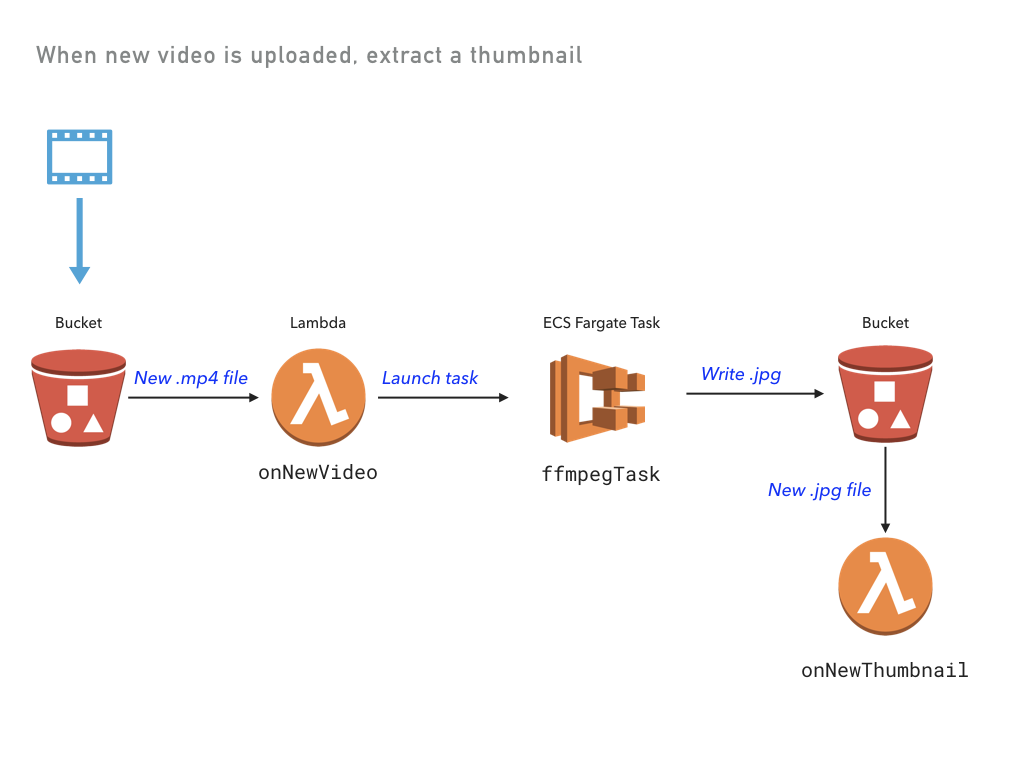 When new video is uploaded, extract a thumbnail
Bucket
Lambda
ECS Fargate Task
Bucket
New .mp4 file
Launch task
Write .jpg
onNewVideo
ffmpegTask
New .jpg file
onNewThumbnail